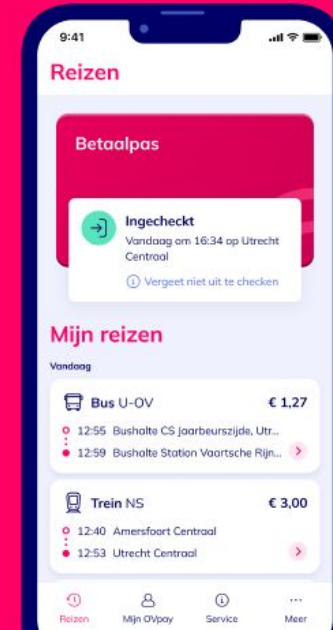 9:41
Reizen
Betaalpas
Ingecheckt
Vandaag om 16:34 op Utrecht
Centraal
Vergeet niet uit te checken
Mijn reizen
Vandaag
Bus U-OV € 1,27
12:55 Bushalte CS Jaarbeurszijde, Utr...
12:59 Bushalte Station Vaartsche Rijn...
Trein NS € 3,00
12:40 Amersfoort Centraal
12:53 Utrecht Centraal
Reizen Mijn OVpay Service Meer